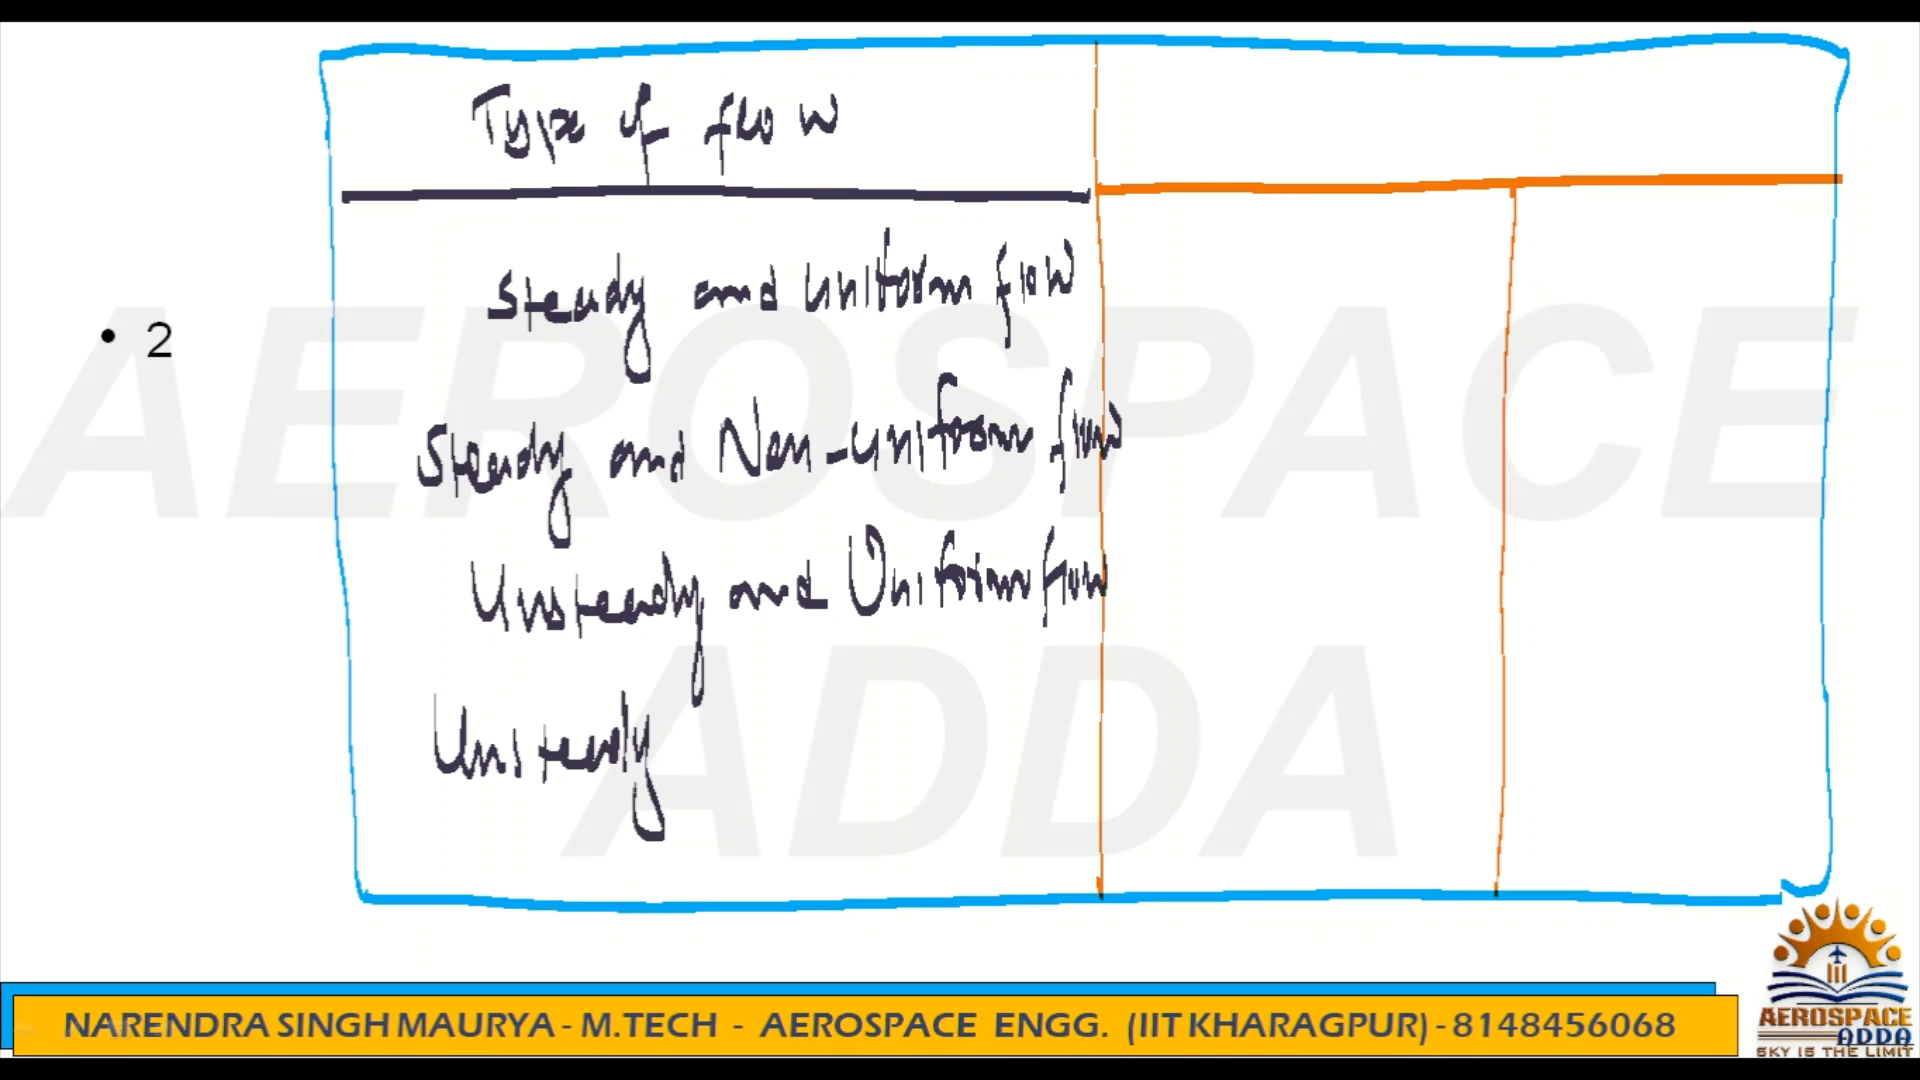 Type of flow
Steady and uniform flow
• 2
Steady and Non-uniform flow
Unsteady and Uniform flow
Unsteady
AEROSPACE
ADDA
NARENDRA SINGH MAURYA - M.TECH - AEROSPACE ENGG. (IIT KHARAGPUR) - 8148456068
AEROSPACE
ADDA
SKY IS THE LIMIT